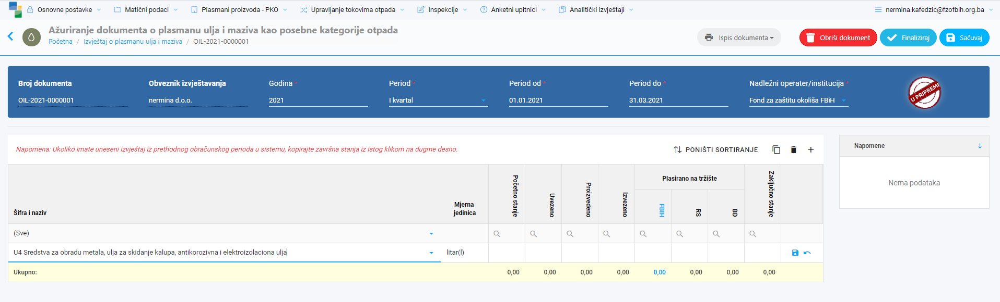 Osnovne postavke Matični podaci Plasmani proizvoda - PKO Upravljanje tokovima otpada Inspekcije Anketni upitnici Analitički izvještaji nermina.kafedzic@fzofbih.org.ba
Ažuriranje dokumenta o plasmanu ulja i maziva kao posebne kategorije otpada
Početna / Izvještaj o plasmanu ulja i maziva / OIL-2021-0000001
Ispis dokumenta Obriši dokument Finaliziraj Sačuvaj
Broj dokumenta Obveznik izvještavanja Godina * Period * Period od * Period do * Nadležni operater/institucija *
OIL-2021-0000001 nermina d.o.o. 2021 I kvartal 01.01.2021 31.03.2021 Fond za zaštitu okoliša FBiH
U PRIPREMI
Napomena: Ukoliko imate uneseni izvještaj iz prethodnog obračunskog perioda u sistemu, kopirajte završna stanja iz istog klikom na dugme desno.
PONIŠTI SORTIRANJE
Napomene
Nema podataka
Šifra i naziv
Mjerna
jedinica
Početno stanje
Uvezeno
Proizvedeno
Izvezeno
Plasirano na tržište
FBIH
RS
BD
Zaključno stanje
(Sve)
U4 Sredstva za obradu metala, ulja za skidanje kalupa, antikorozivna i elektroizolaciona ulja litar(l)
Ukupno: 0,00 0,00 0,00 0,00 0,00 0,00 0,00 0,00